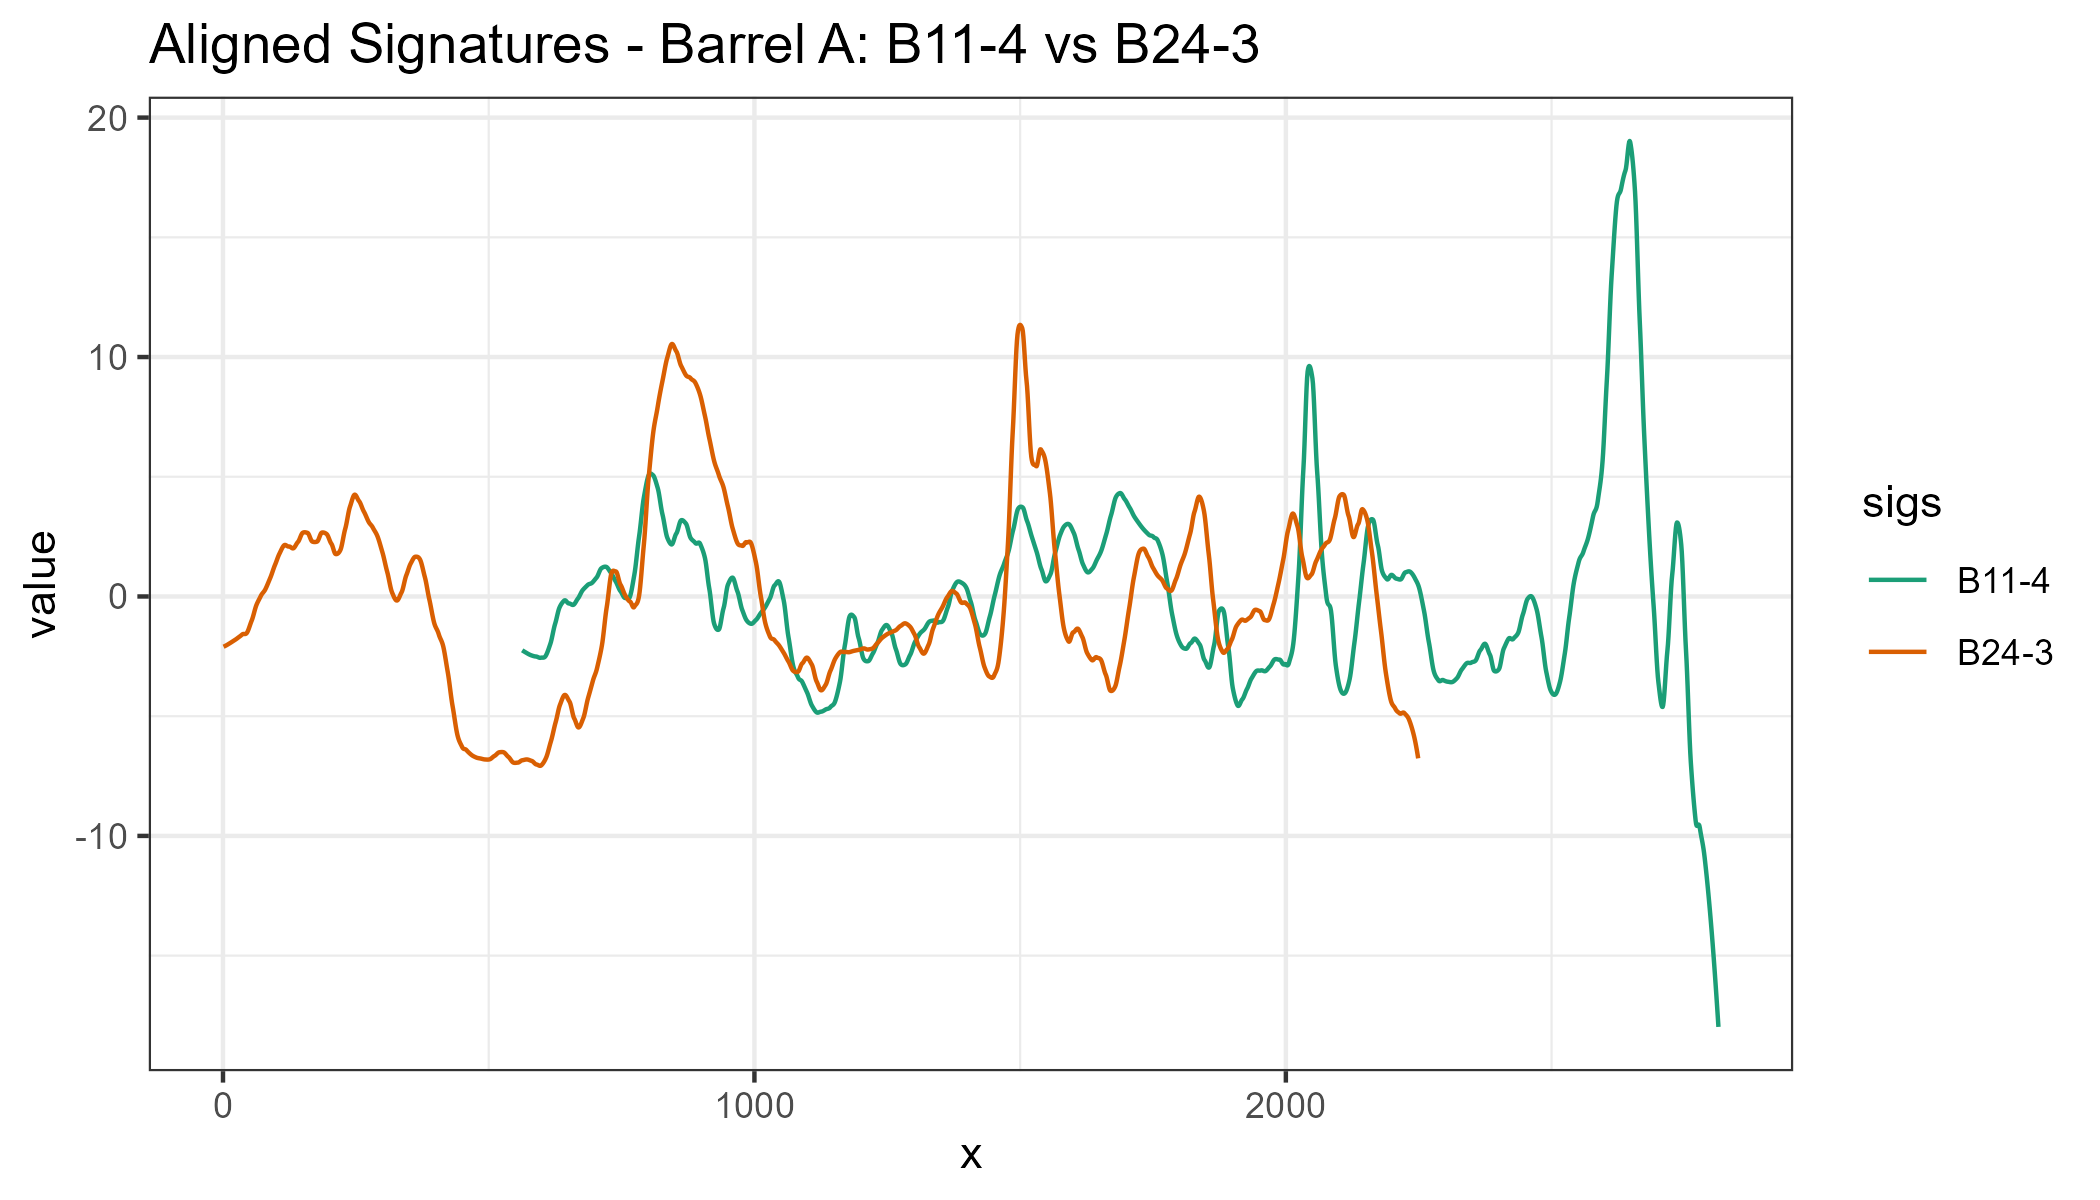 Aligned Signatures - Barrel A: B11-4 vs B24-3
20
10
0
-10
value
0
1000
2000
x
sigs
B11-4
B24-3